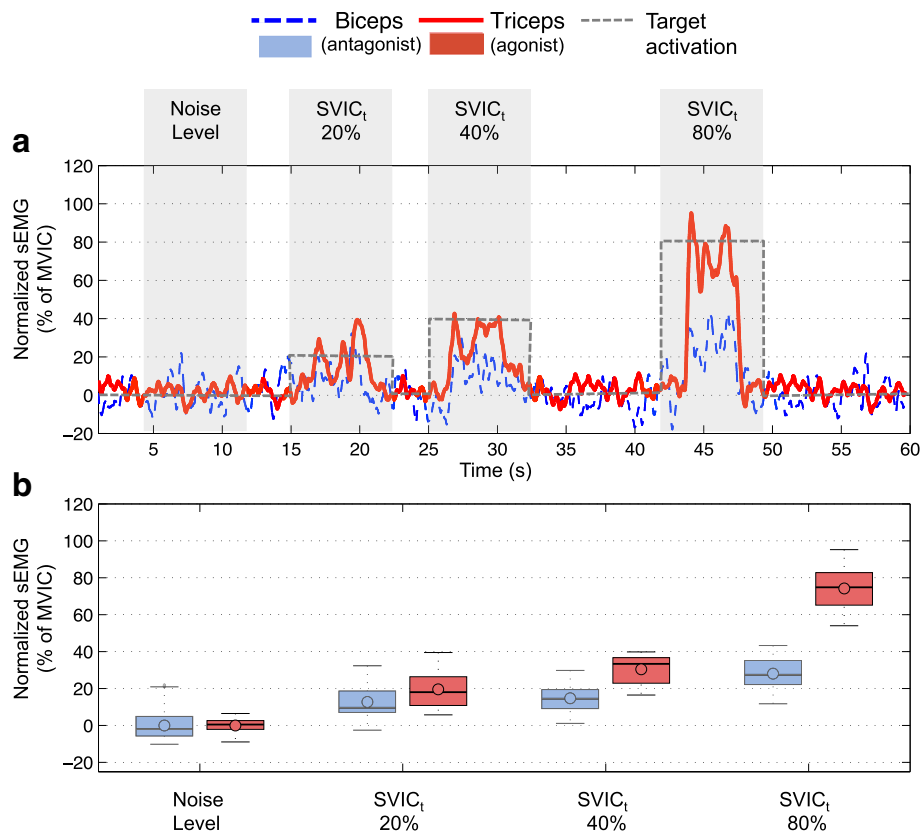 Biceps
(antagonist)
Triceps
(agonist)
Target
activation
Noise
Level
SVICt
20%
SVICt
40%
SVICt
80%
a
Normalized sEMG
(% of MVIC)
120
100
80
60
40
20
0
−20
5 10 15 20 25 30 35 40 45 50 55 60
Time (s)
b
Normalized sEMG
(% of MVIC)
120
100
80
60
40
20
0
−20
Noise
Level
SVICt
20%
SVICt
40%
SVICt
80%